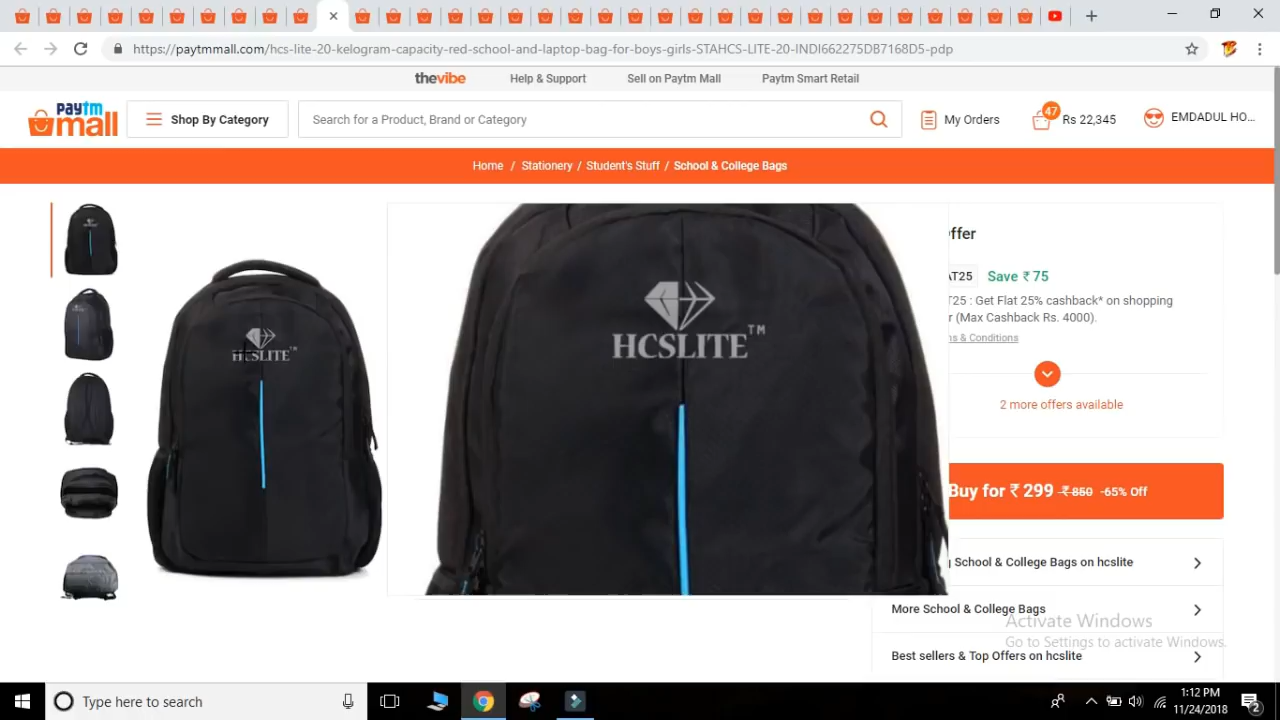 https://paytmmall.com/hcs-lite-20-kelogram-capacity-red-school-and-laptop-bag-for-boys-girls-STAHCS-LITE-20-INDI662275DB7168D5-pdp
thevibe Help & Support Sell on Paytm Mall Paytm Smart Retail
paytm mall
Shop By Category
Search for a Product, Brand or Category
My Orders
47
Rs 22,345
EMDADUL HO...
Home / Stationery / Student's Stuff / School & College Bags
HCSLITE™
HCSLITE™
ffer
AT25 Save ₹ 75
T25 : Get Flat 25% cashback* on shopping
r (Max Cashback Rs. 4000).
ns & Conditions
2 more offers available
Buy for ₹ 299 ₹ 850 -65% Off
School & College Bags on hcslite
More School & College Bags
Best sellers & Top Offers on hcslite
Activate Windows
Go to Settings to activate Windows.
Type here to search
1:12 PM
11/24/2018
2